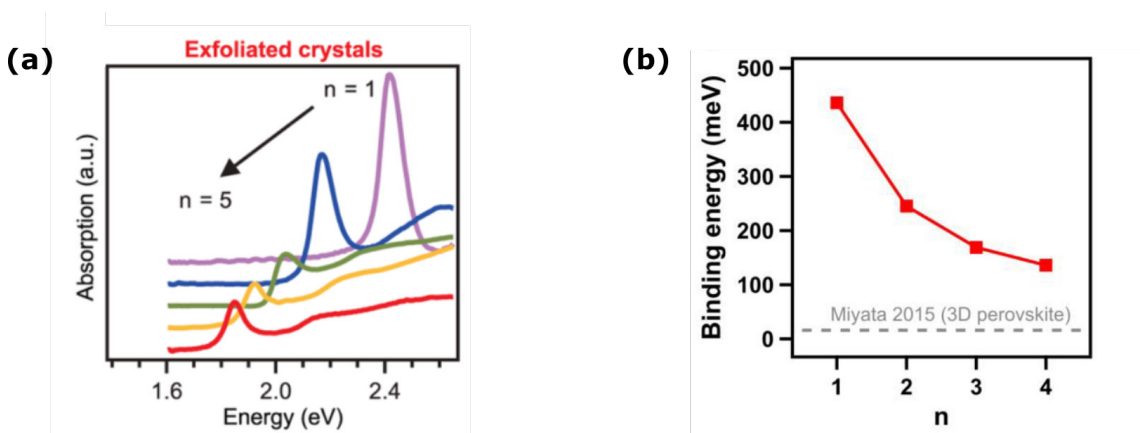 (a)
Exfoliated crystals
n = 1
n = 5
Absorption (a.u.)
1.6 2.0 2.4
Energy (eV)
(b)
Binding energy (meV)
500
400
300
200
100
0
Miyata 2015 (3D perovskite)
1 2 3 4
n